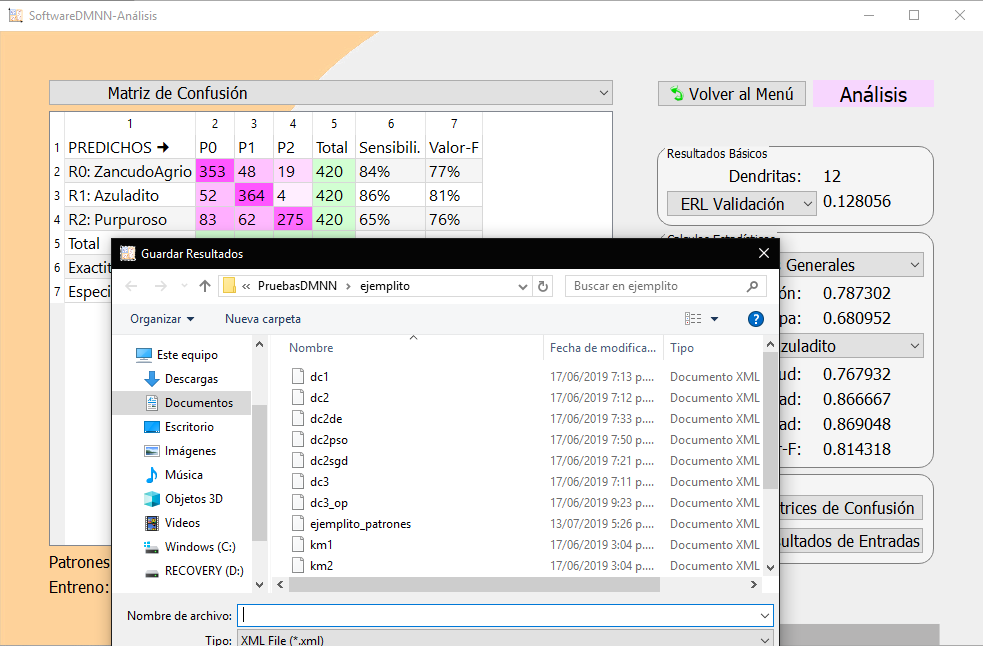 SoftwareDMNN-Análisis
Matriz de Confusión
Volver al Menú
Análisis
1 2 3 4 5 6 7
1 PREDICHOS → P0 P1 P2 Total Sensibili. Valor-F
2 R0: ZancudoAgrio 353 48 19 420 84% 77%
3 R1: Azuladito 52 364 4 420 86% 81%
4 R2: Purpuroso 83 62 275 420 65% 76%
5 Total
6 Exactit
7 Especi
Resultados Básicos
Dendritas: 12
ERL Validación 0.128056
Generales
ón: 0.787302
pa: 0.680952
zuladito
ud: 0.767932
ad: 0.866667
ad: 0.869048
r-F: 0.814318
trices de Confusión
sultados de Entradas
Patrones
Entreno:
Guardar Resultados
« PruebasDMNN › ejemplito
Buscar en ejemplito
Organizar
Nueva carpeta
Este equipo
Descargas
Documentos
Escritorio
Imágenes
Música
Objetos 3D
Videos
Windows (C:)
RECOVERY (D:)
Nombre Fecha de modifica... Tipo
dc1 17/06/2019 7:13 p.... Documento XML
dc2 17/06/2019 7:12 p.... Documento XML
dc2de 17/06/2019 7:33 p.... Documento XML
dc2pso 17/06/2019 7:50 p.... Documento XML
dc2sgd 17/06/2019 7:21 p.... Documento XML
dc3 17/06/2019 7:11 p.... Documento XML
dc3_op 17/06/2019 9:23 p.... Documento XML
ejemplito_patrones 13/07/2019 5:26 p.... Documento XML
km1 17/06/2019 3:04 p.... Documento XML
km2 17/06/2019 3:04 p.... Documento XML
Nombre de archivo:
Tipo: XML File (*.xml)